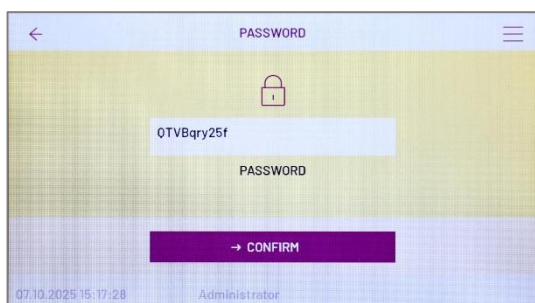 PASSWORD
QTVBqry25f
PASSWORD
→ CONFIRM
07.10.2025 15:17:28 Administrator